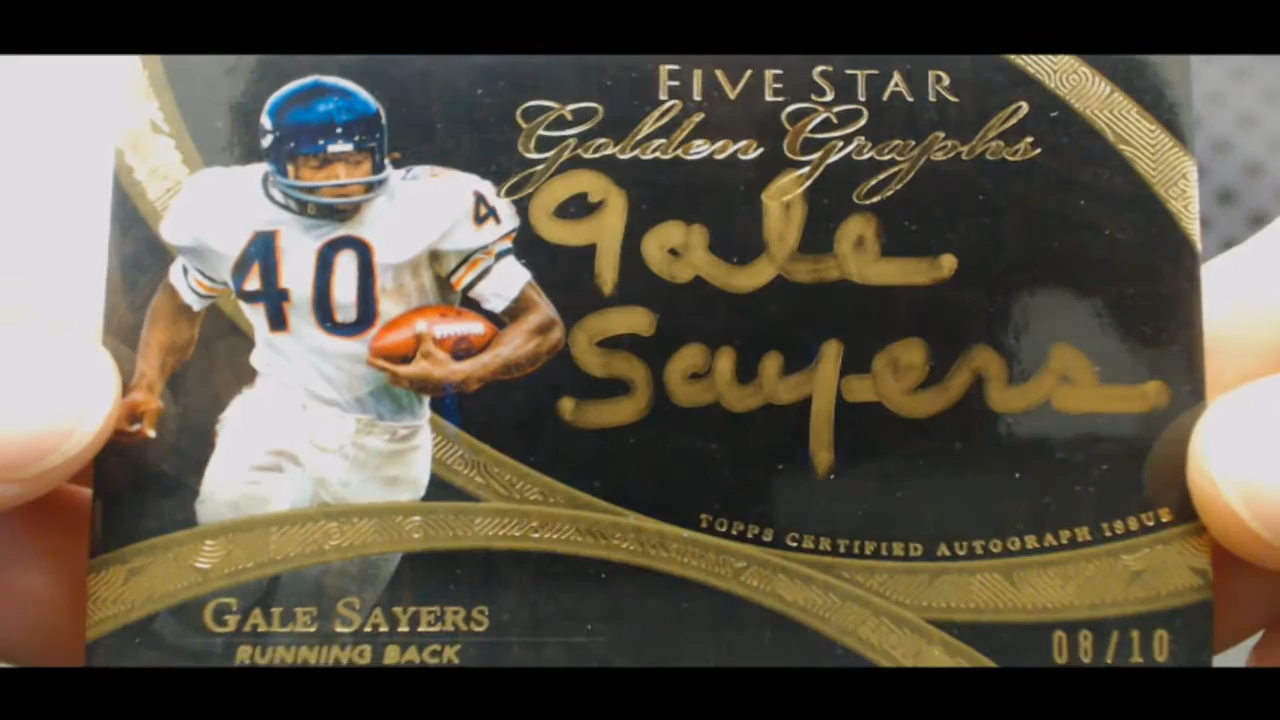 FIVE STAR
Golden Graphs
Gale
Sayers
40
4
TOPPS CERTIFIED AUTOGRAPH ISSUE
GALE SAYERS
RUNNING BACK
08/10